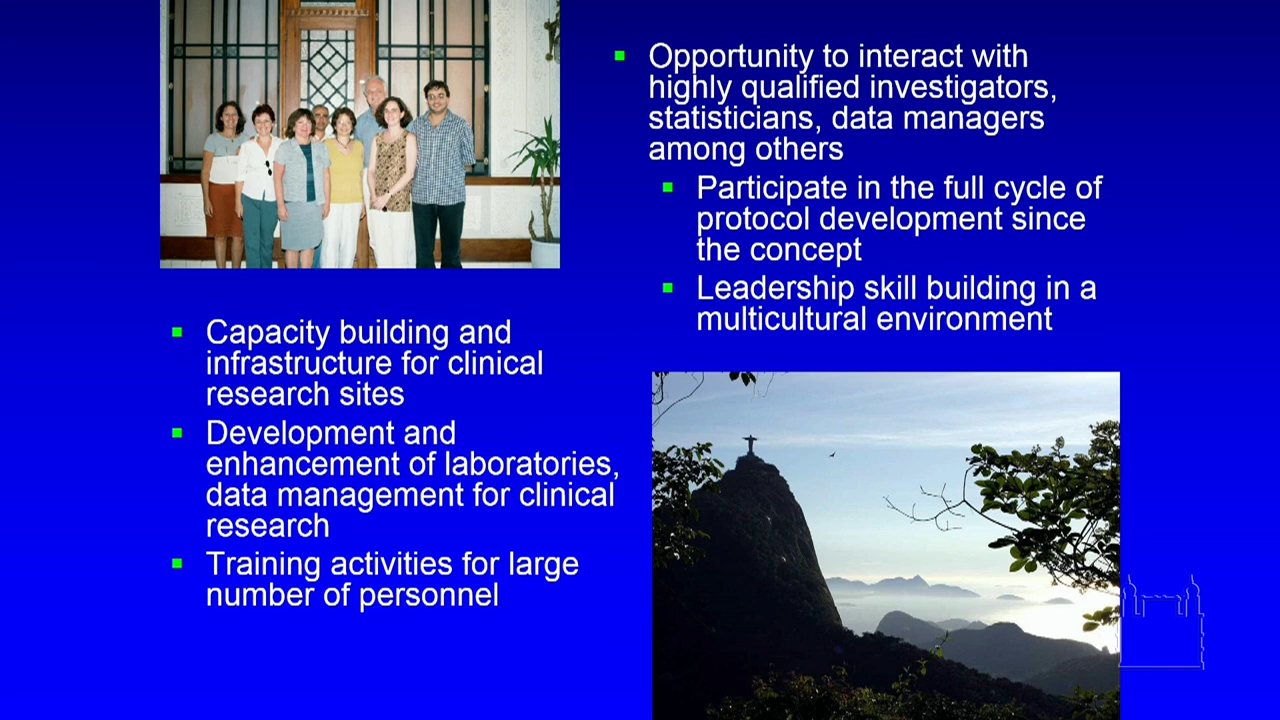 Opportunity to interact with
highly qualified investigators,
statisticians, data managers
among others
Participate in the full cycle of
protocol development since
the concept
Leadership skill building in a
multicultural environment
Capacity building and
infrastructure for clinical
research sites
Development and
enhancement of laboratories,
data management for clinical
research
Training activities for large
number of personnel